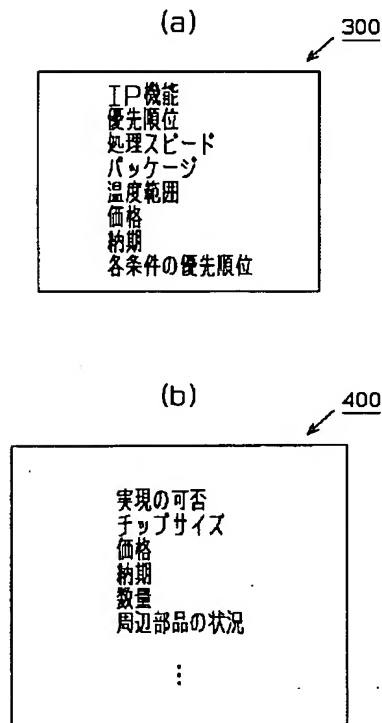 (a)
300
IP機能
優先順位
処理スピード
パッケージ
温度範囲
価格
納期
各条件の優先順位
(b)
400
実現の可否
チップサイズ
価格
納期
数量
周辺部品の状況
⋮